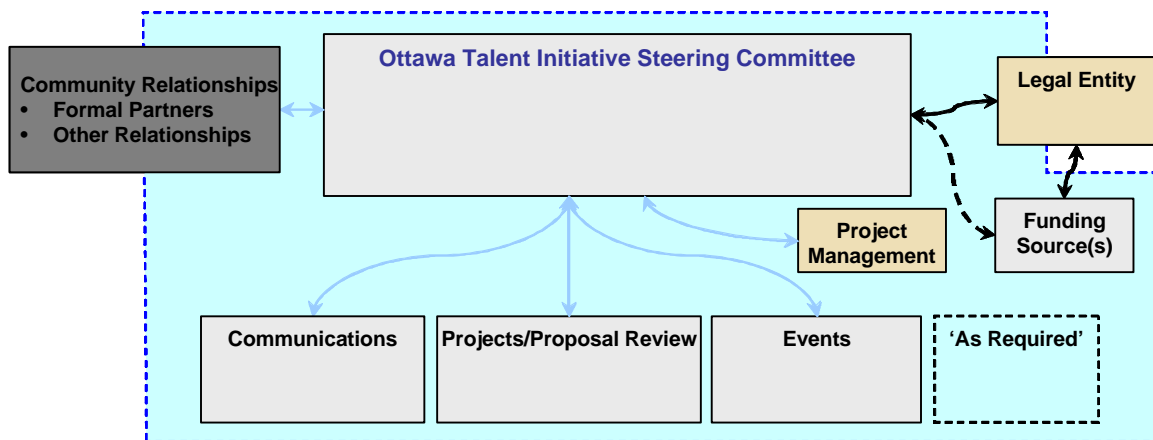 Ottawa Talent Initiative Steering Committee
Community Relationships
• Formal Partners
• Other Relationships
Legal Entity
Project
Management
Funding
Source(s)
Communications
Projects/Proposal Review
Events
‘As Required’